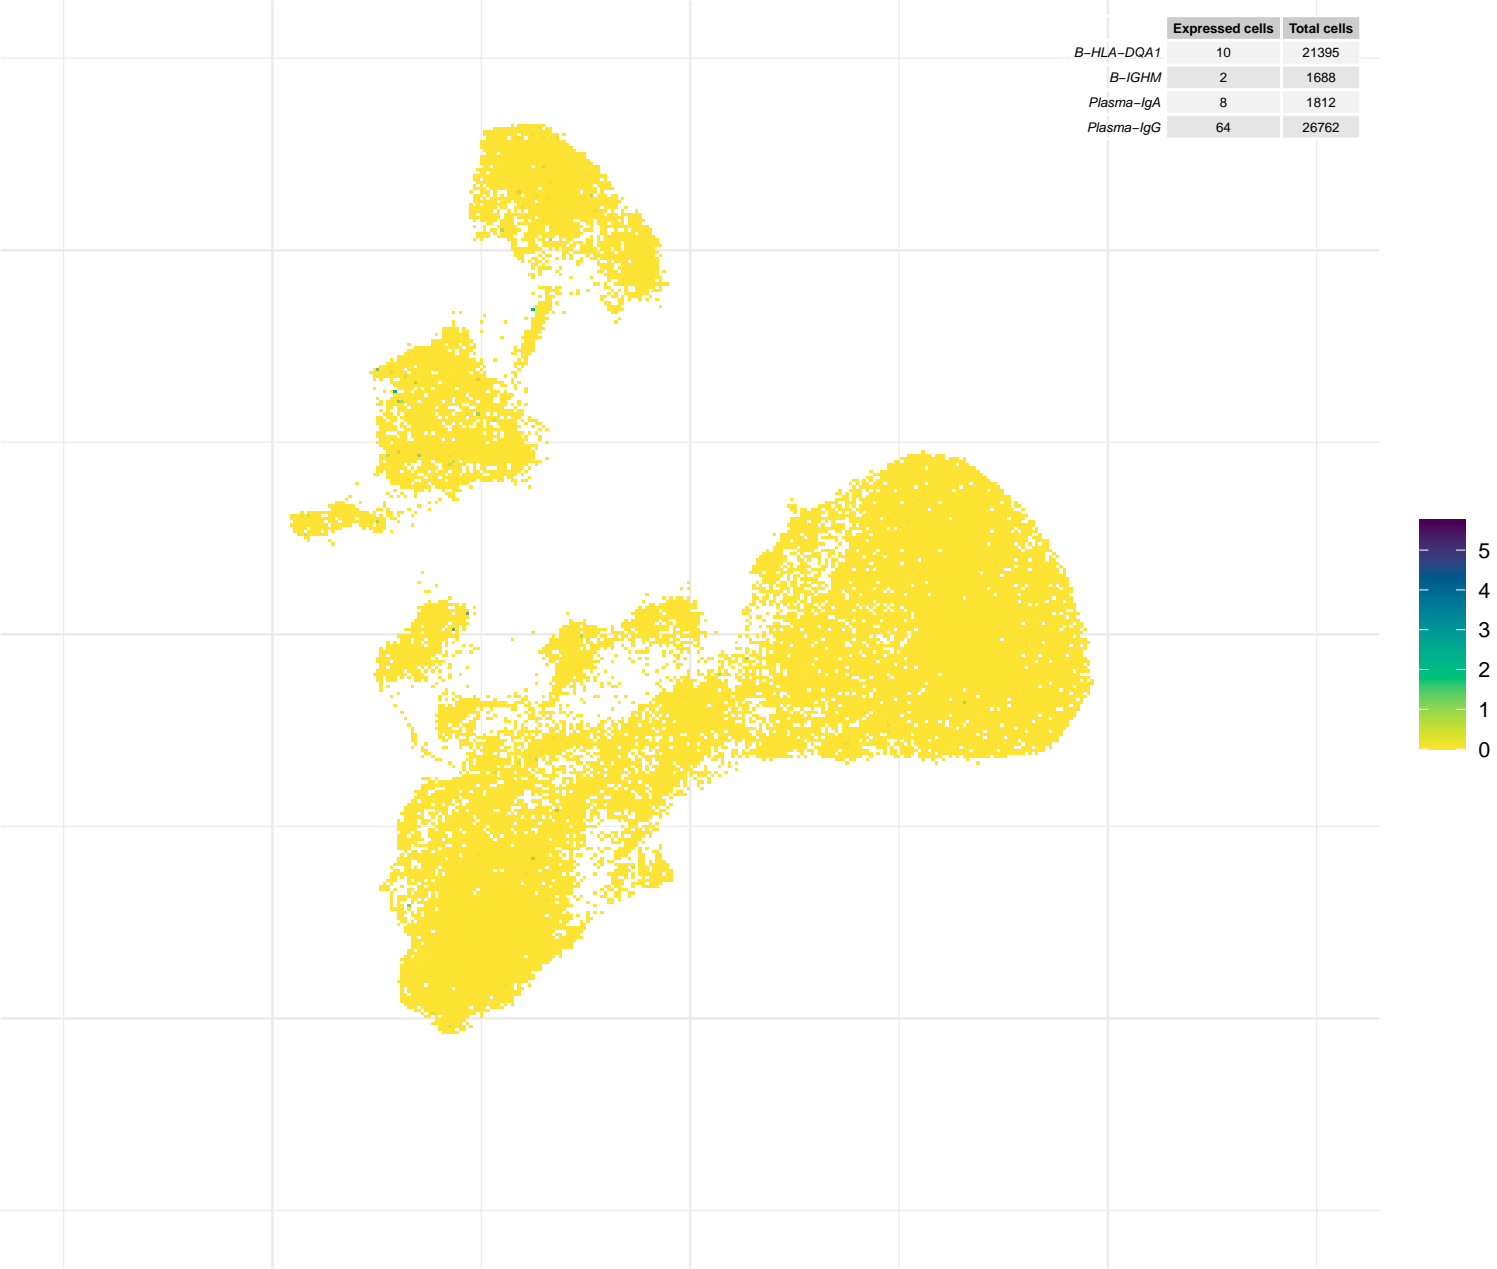 Expressed cells Total cells
B−HLA−DQA1 10 21395
B−IGHM 2 1688
Plasma−IgA 8 1812
Plasma−IgG 64 26762
5
4
3
2
1
0